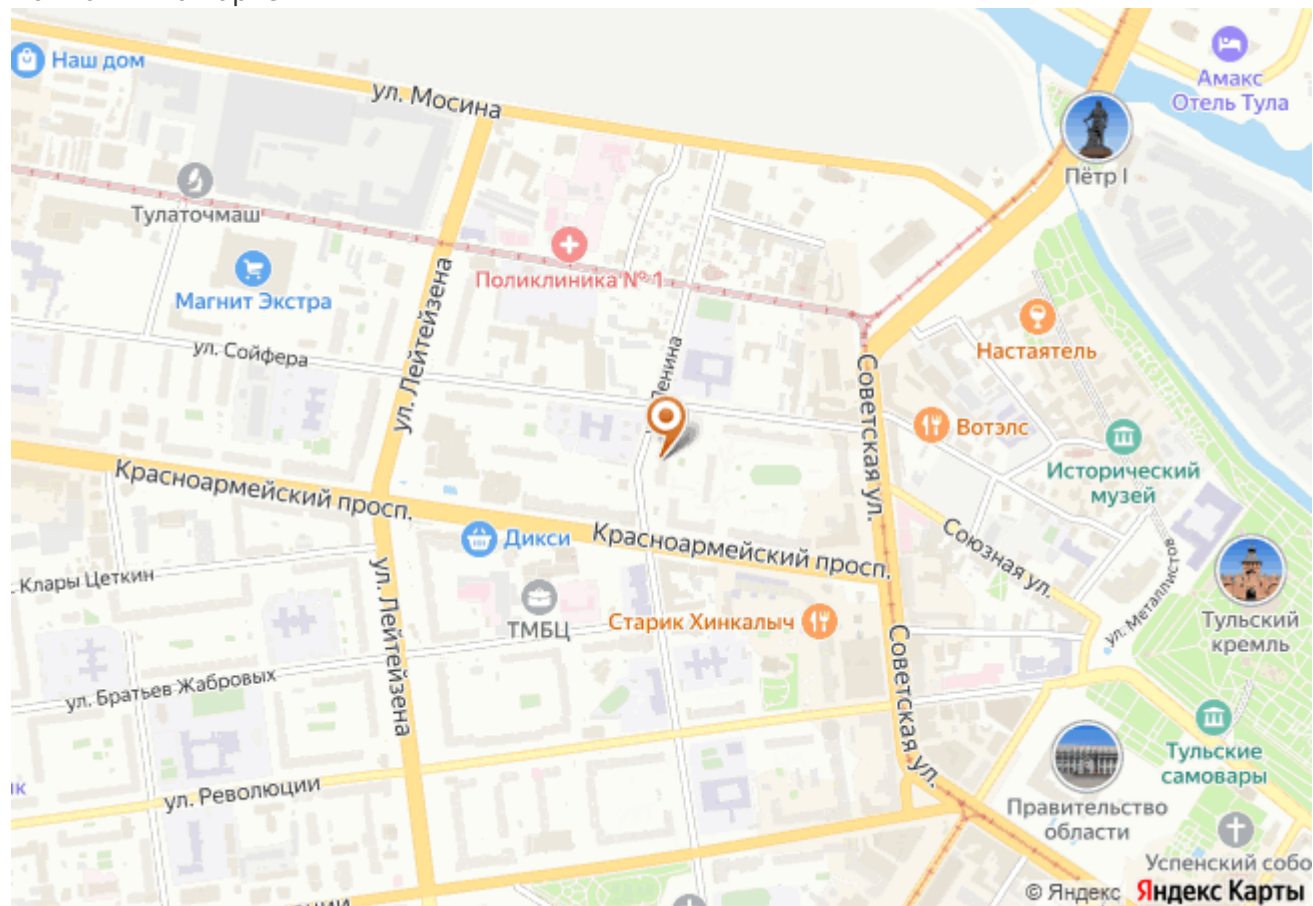 Наш дом
ул. Мосина
Амакс
Отель Тула
Пётр I
Тулаточмаш
Поликлиника № 1
Магнит Экстра
ул. Лейтейзена
Настаятель
ул. Сойфера
Ленина
Советская ул.
Вотэлс
Исторический
музей
Красноармейский просп.
Дикси
Красноармейский просп.
Союзная ул.
ул. Металлистов
Клары Цеткин
ТМБЦ
Старик Хинкалыч
Тульский
кремль
ул. Лейтейзена
Советская ул.
ул. Братьев Жабровых
Тульские
самовары
ул. Революции
Правительство
области
Успенский собо
© Яндекс Яндекс Карты